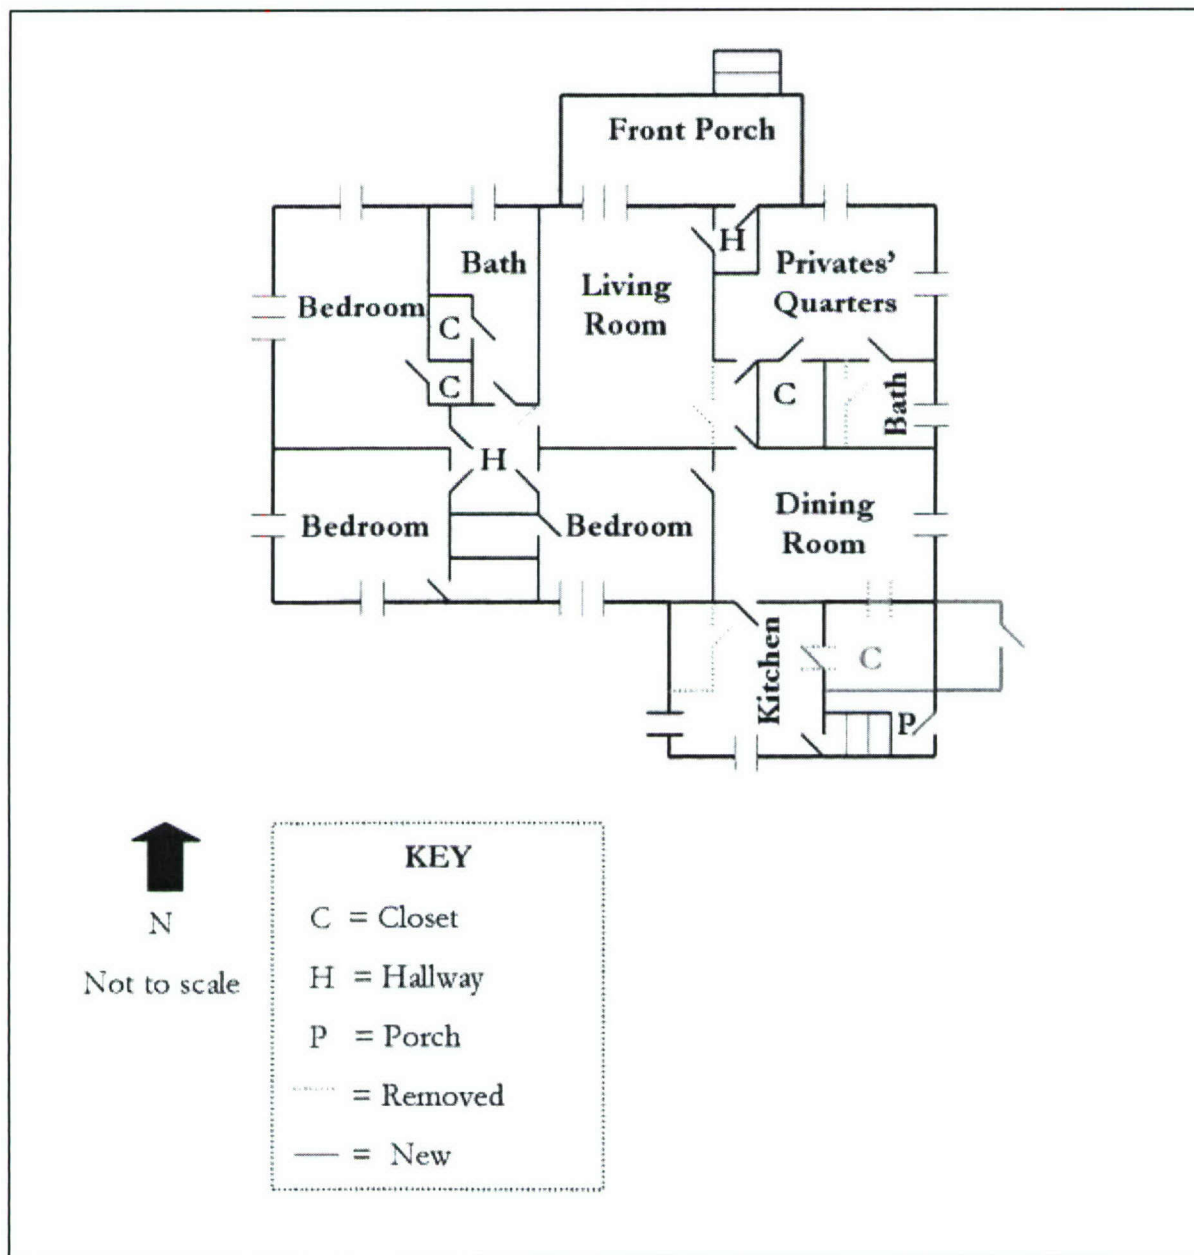 Front Porch
H
Bath
Privates'
Quarters
Living
Room
Bedroom
C
C
C
Bath
H
Dining
Room
Bedroom
Bedroom
Kitchen
C
P
N
Not to scale
KEY
C = Closet
H = Hallway
P = Porch
= Removed
= New